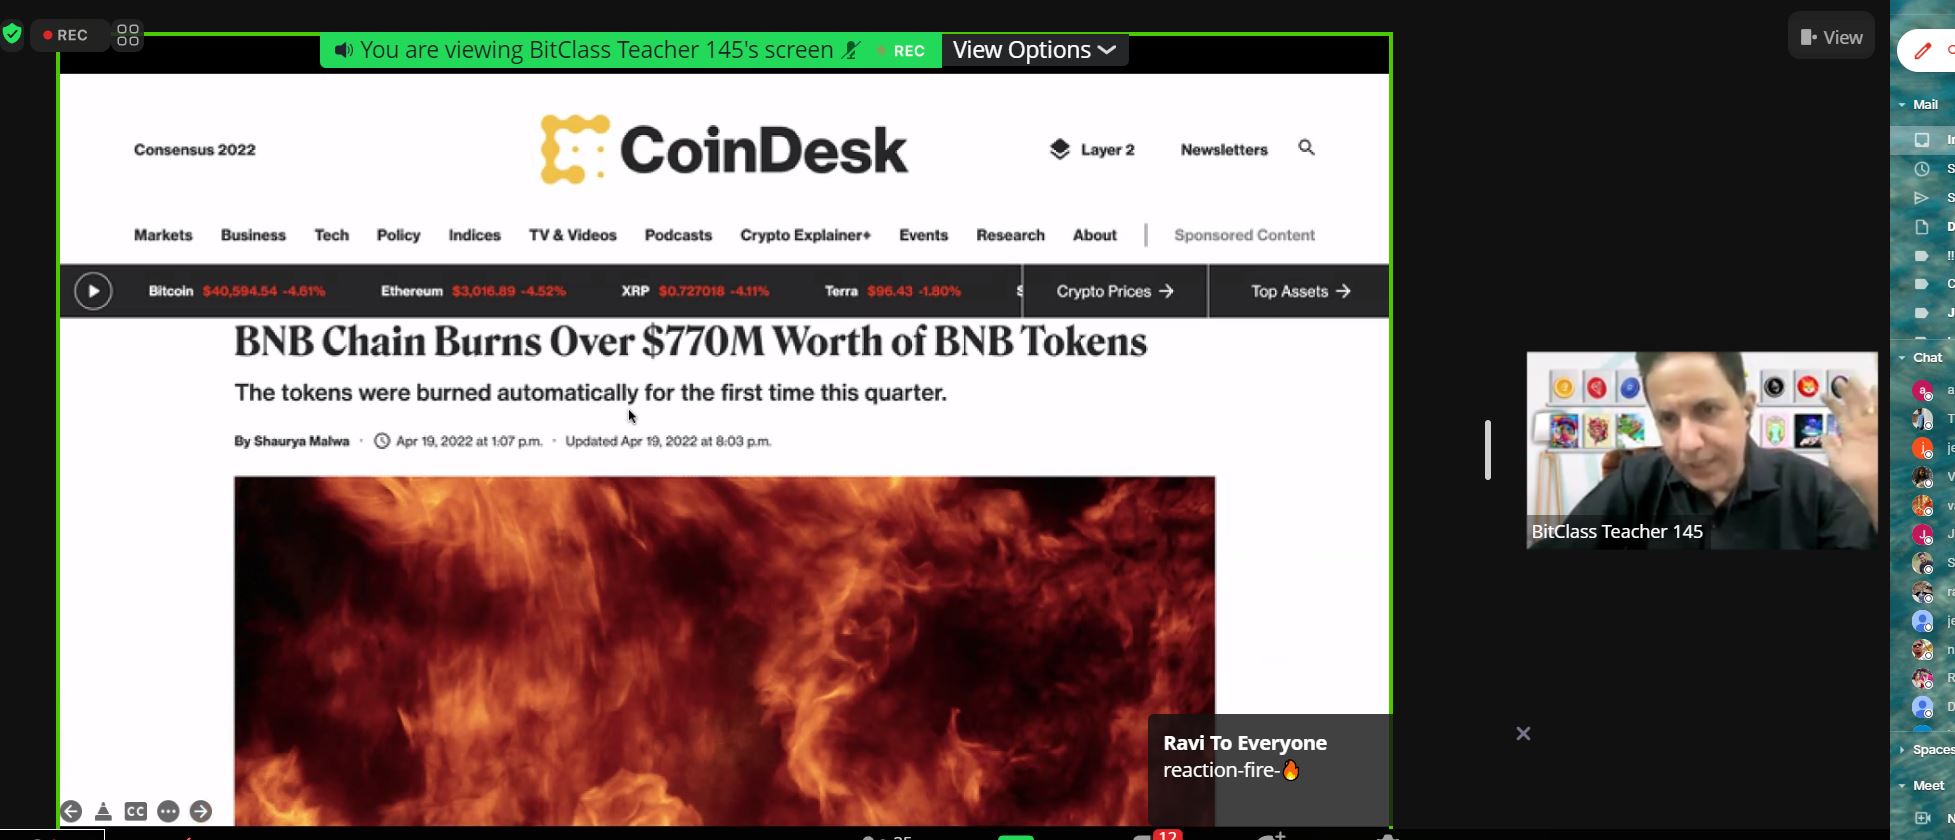 REC
You are viewing BitClass Teacher 145's screen REC View Options
View
Consensus 2022
CoinDesk
Layer 2
Newsletters
Markets Business Tech Policy Indices TV & Videos Podcasts Crypto Explainer+ Events Research About Sponsored Content
Bitcoin $40,594.54 -4.61% Ethereum $3,016.89 -4.52% XRP $0.727018 -4.11% Terra $96.43 -1.80% Crypto Prices → Top Assets →
BNB Chain Burns Over $770M Worth of BNB Tokens
The tokens were burned automatically for the first time this quarter.
By Shaurya Malwa · Apr 19, 2022 at 1:07 p.m. · Updated Apr 19, 2022 at 8:03 p.m.
BitClass Teacher 145
Ravi To Everyone
reaction-fire-🔥
CC
12
Mail
Chat
Spaces
Meet